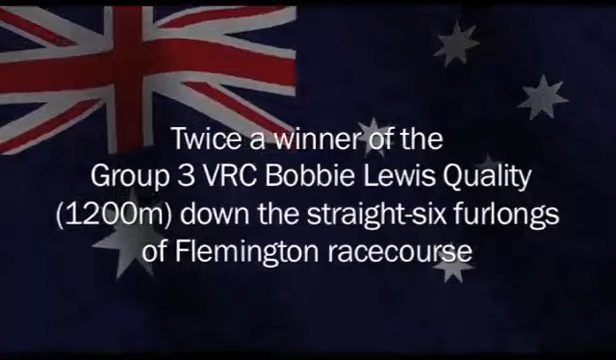 Twice a winner of the
Group 3 VRC Bobbie Lewis Quality
(1200m) down the straight-six furlongs
of Flemington racecourse